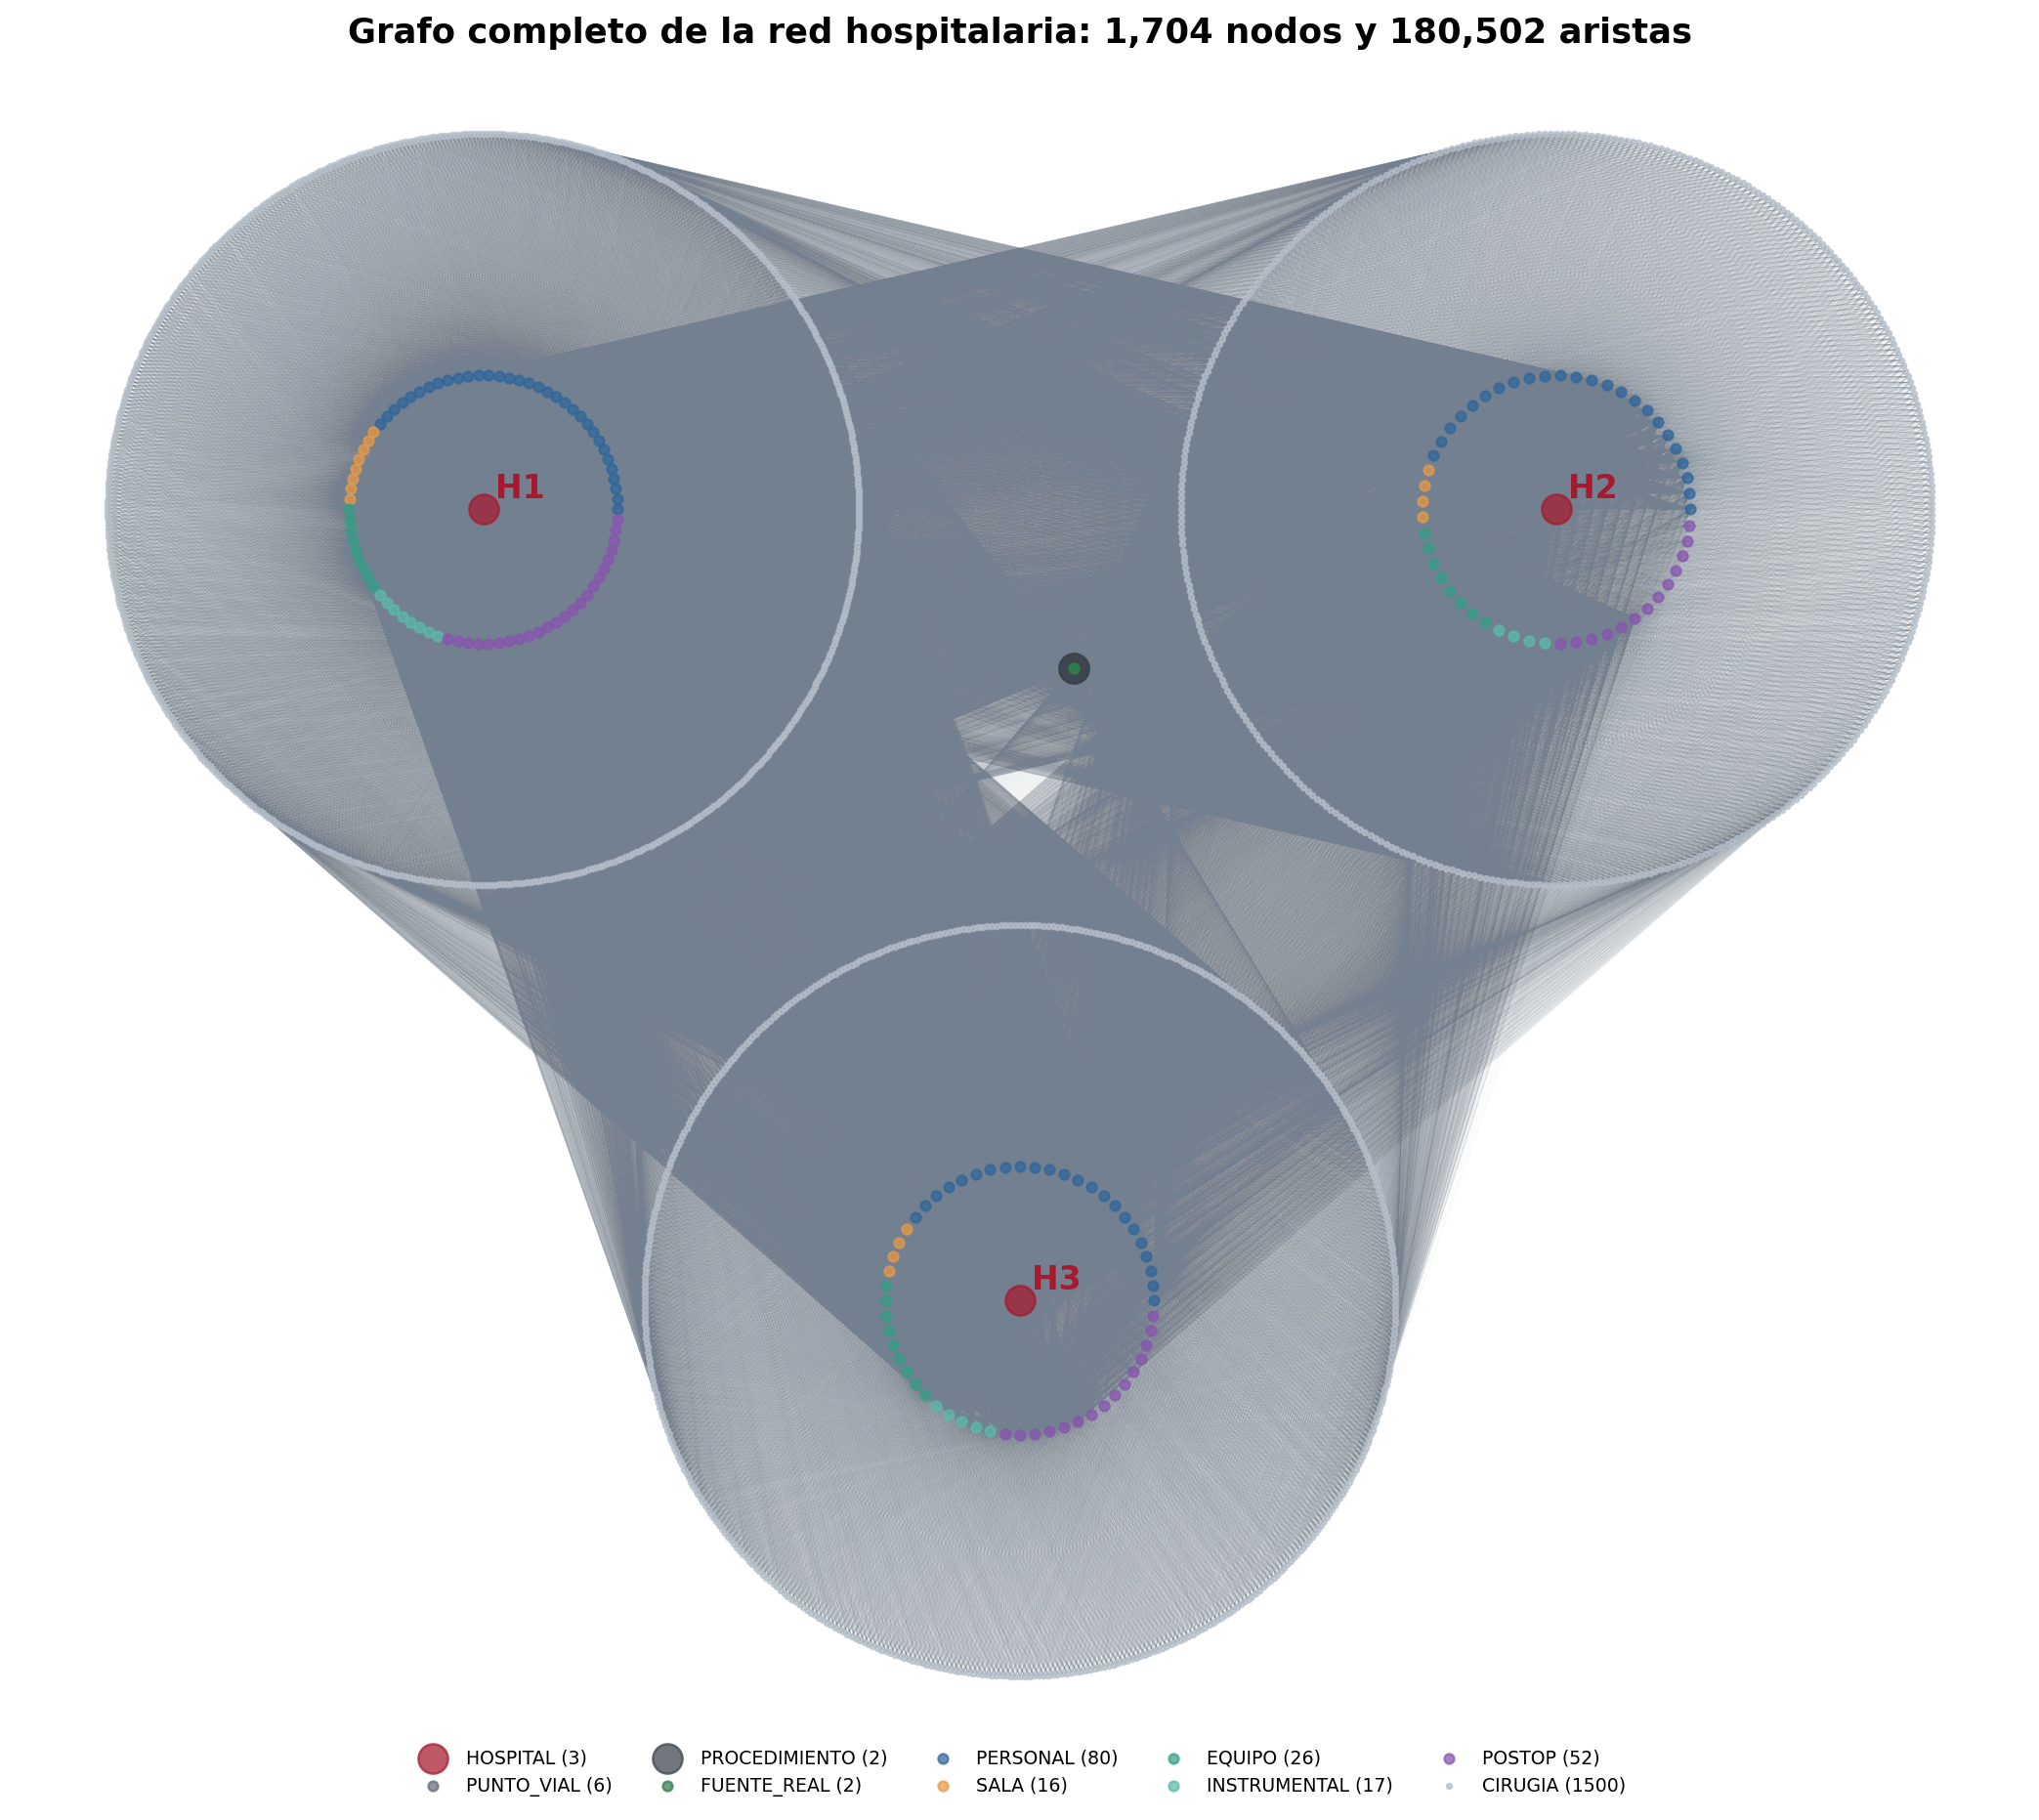 Grafo completo de la red hospitalaria: 1,704 nodos y 180,502 aristas
H1
H2
H3
HOSPITAL (3)
PROCEDIMIENTO (2)
PERSONAL (80)
EQUIPO (26)
POSTOP (52)
PUNTO_VIAL (6)
FUENTE_REAL (2)
SALA (16)
INSTRUMENTAL (17)
CIRUGIA (1500)